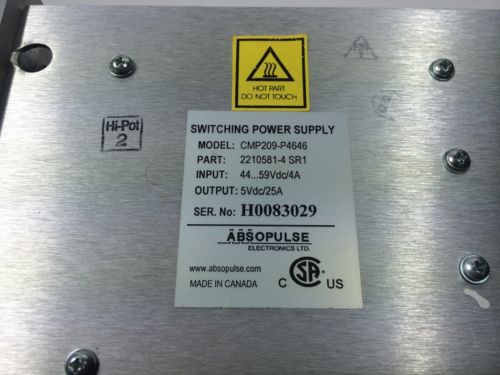 HOT PART
DO NOT TOUCH
Hi-Pot
2
SWITCHING POWER SUPPLY
MODEL: CMP209-P4646
PART: 2210581-4 SR1
INPUT: 44...59Vdc/4A
OUTPUT: 5Vdc/25A
SER. No: H0083029
ABSOPULSE
ELECTRONICS LTD.
www.absopulse.com
MADE IN CANADA
C SA US